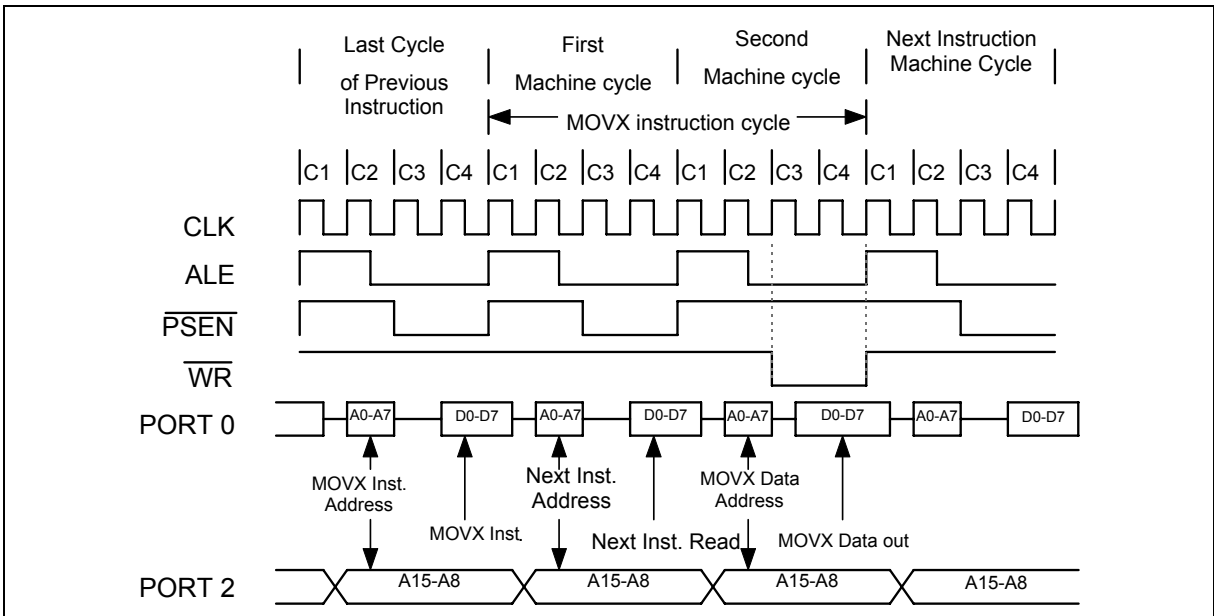 Last Cycle
of Previous
Instruction
First
Machine cycle
Second
Machine cycle
Next Instruction
Machine Cycle
MOVX instruction cycle
C1 C2 C3 C4 C1 C2 C3 C4 C1 C2 C3 C4 C1 C2 C3 C4
CLK
ALE
PSEN
WR
PORT 0
A0-A7 D0-D7 A0-A7 D0-D7 A0-A7 D0-D7 A0-A7 D0-D7
MOVX Inst.
Address
MOVX Inst.
Next Inst.
Address
Next Inst. Read
MOVX Data
Address
MOVX Data out
PORT 2
A15-A8 A15-A8 A15-A8 A15-A8